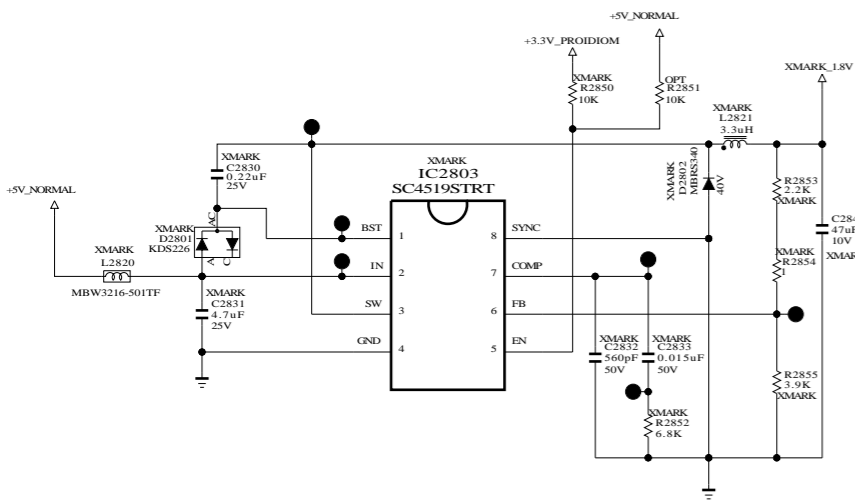 +5V_NORMAL
+3.3V_PROIDIOM
XMARK
R2850
10K
OPT
R2851
10K
XMARK_1.8V
XMARK
L2821
3.3uH
XMARK
C2830
0.22uF
25V
XMARK
IC2803
SC4519STRT
XMARK
D2802
MBRS340
40V
R2853
2.2K
XMARK
+5V_NORMAL
XMARK
D2801
KDS226
AC
A
C
XMARK
L2820
MBW3216-501TF
XMARK
C2831
4.7uF
25V
BST
1
IN
2
SW
3
GND
4
8
SYNC
7
COMP
6
FB
5
EN
47uF
10V
XMARK
R2854
1
XMARK
C2832
560pF
50V
XMARK
C2833
0.015uF
50V
R2855
3.9K
XMARK
XMARK
R2852
6.8K